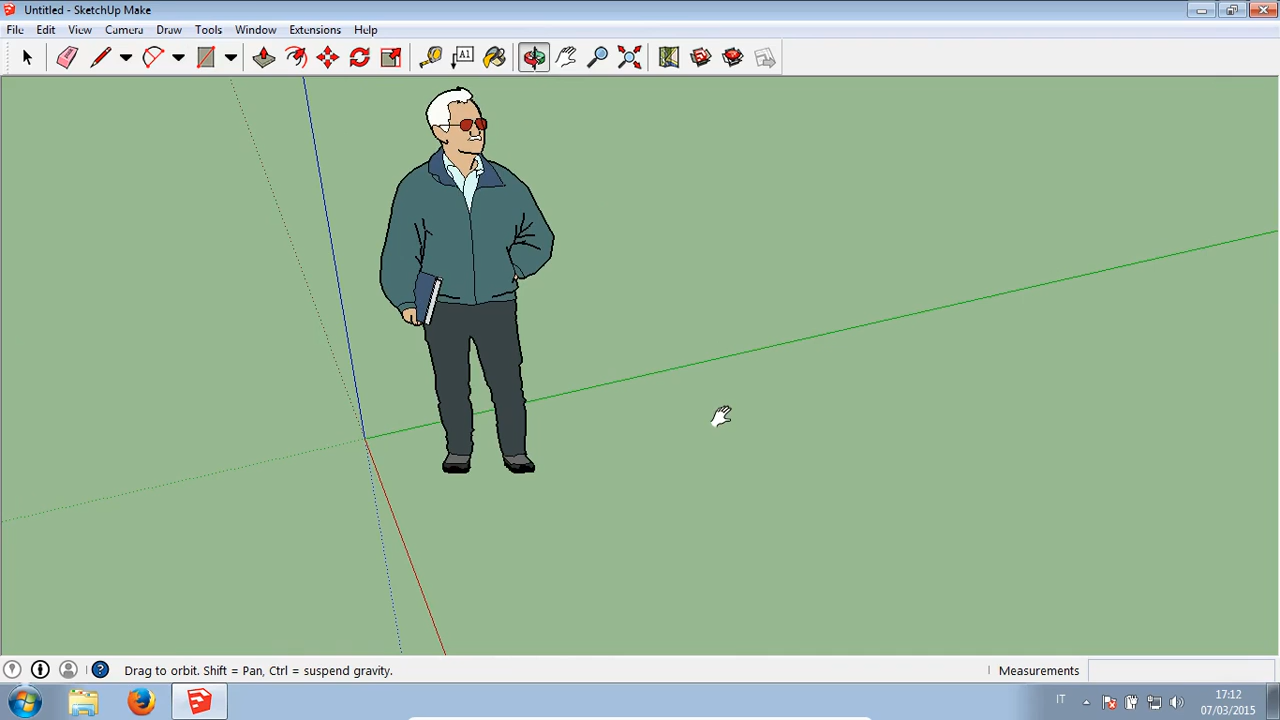 Untitled - SketchUp Make
File Edit View Camera Draw Tools Window Extensions Help
A1
Drag to orbit. Shift = Pan, Ctrl = suspend gravity.
Measurements
IT
17:12
07/03/2015